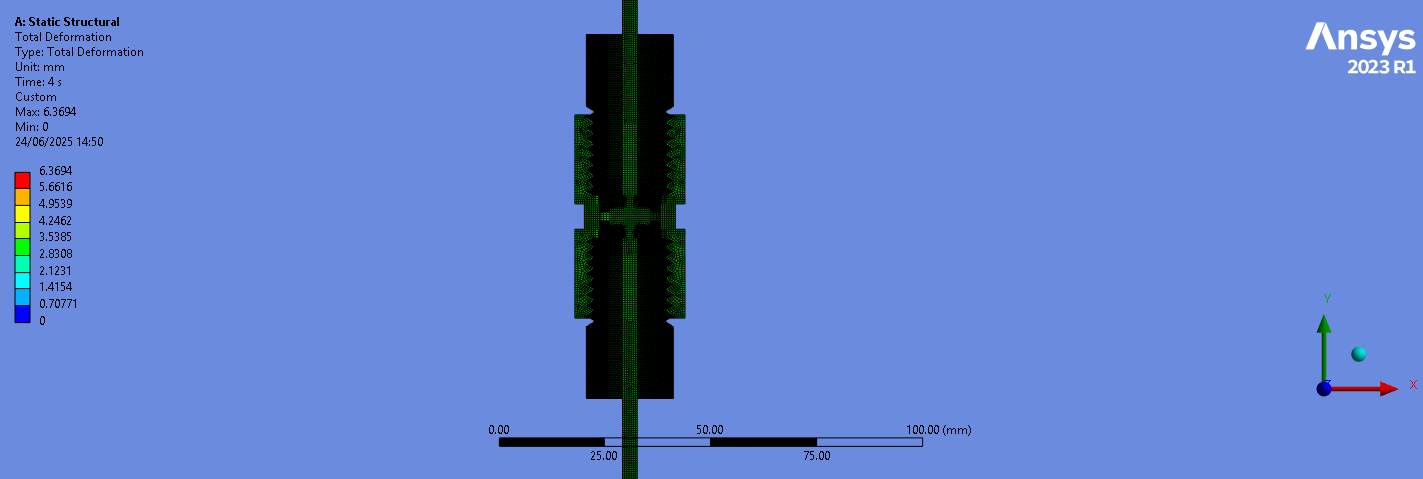 A: Static Structural
Total Deformation
Type: Total Deformation
Unit: mm
Time: 4 s
Custom
Max: 6.3694
Min: 0
24/06/2025 14:50
6.3694
5.6616
4.9539
4.2462
3.5385
2.8308
2.1231
1.4154
0.70771
0
Ansys
2023 R1
0.00 50.00 100.00 (mm)
25.00 75.00
Y
X
Z